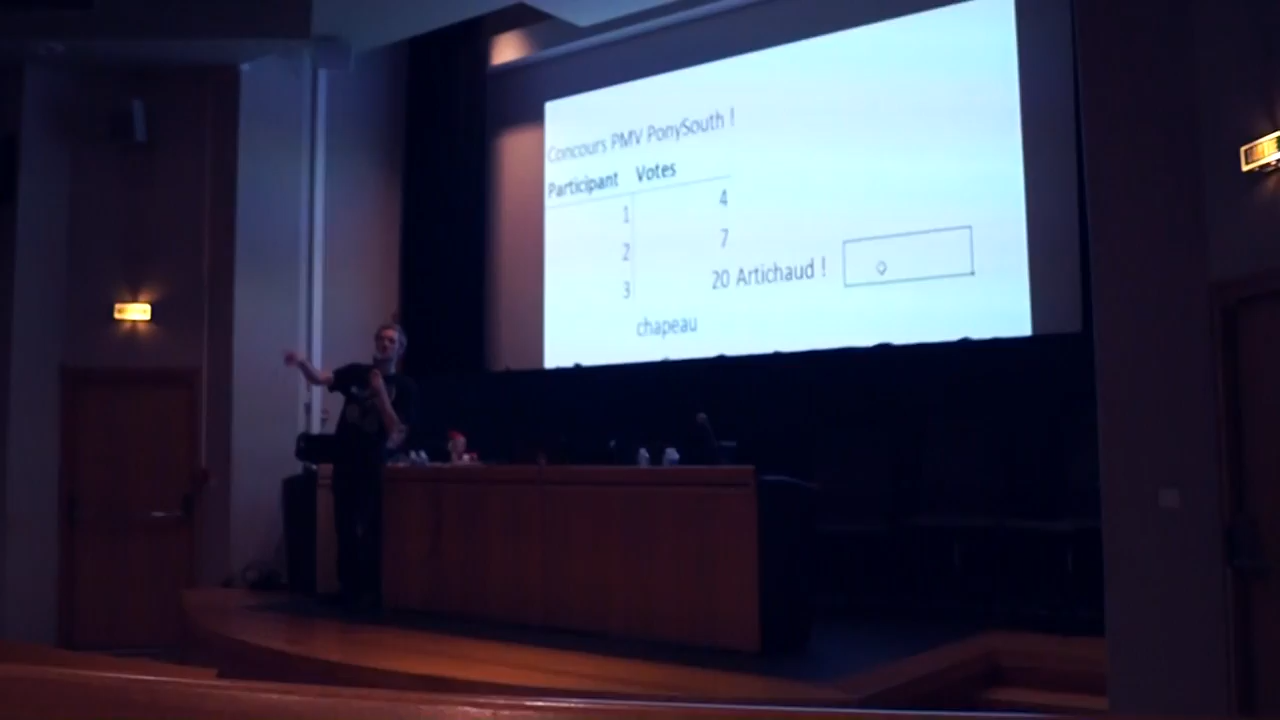 Concours PMV PonySouth !
Participant Votes
1 4
2 7
3 20 Artichaud !
chapeau